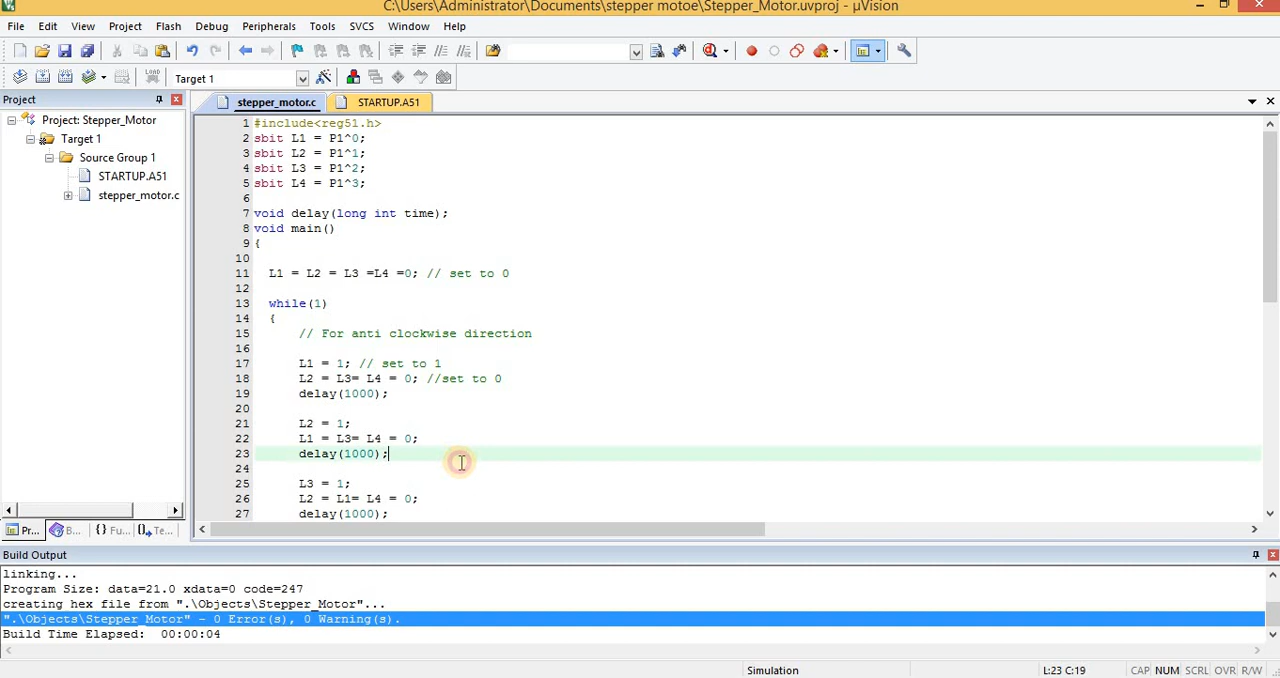 C:\Users\Administrator\Documents\stepper motoe\Stepper_Motor.uvproj - µVision
File Edit View Project Flash Debug Peripherals Tools SVCS Window Help
LOAD Target 1
Project
stepper_motor.c STARTUP.A51
Project: Stepper_Motor
Target 1
Source Group 1
STARTUP.A51
stepper_motor.c
1 #include<reg51.h>
2 sbit L1 = P1^0;
3 sbit L2 = P1^1;
4 sbit L3 = P1^2;
5 sbit L4 = P1^3;
6
7 void delay(long int time);
8 void main()
9 {
10
11 L1 = L2 = L3 =L4 =0; // set to 0
12
13 while(1)
14 {
15 // For anti clockwise direction
16
17 L1 = 1; // set to 1
18 L2 = L3= L4 = 0; //set to 0
19 delay(1000);
20
21 L2 = 1;
22 L1 = L3= L4 = 0;
23 delay(1000);
24
25 L3 = 1;
26 L2 = L1= L4 = 0;
27 delay(1000);
Pr... B... {} Fu... Te...
Build Output
linking...
Program Size: data=21.0 xdata=0 code=247
creating hex file from ".\Objects\Stepper_Motor"...
".\Objects\Stepper_Motor" - 0 Error(s), 0 Warning(s).
Build Time Elapsed: 00:00:04
Simulation L:23 C:19 CAP NUM SCRL OVR R/W